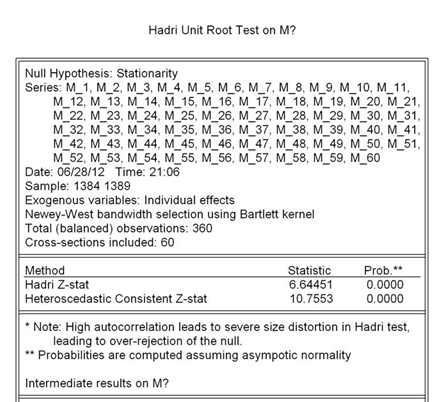 Hadri Unit Root Test on M?
Null Hypothesis: Stationarity
Series: M_1, M_2, M_3, M_4, M_5, M_6, M_7, M_8, M_9, M_10, M_11,
M_12, M_13, M_14, M_15, M_16, M_17, M_18, M_19, M_20, M_21,
M_22, M_23, M_24, M_25, M_26, M_27, M_28, M_29, M_30, M_31,
M_32, M_33, M_34, M_35, M_36, M_37, M_38, M_39, M_40, M_41,
M_42, M_43, M_44, M_45, M_46, M_47, M_48, M_49, M_50, M_51,
M_52, M_53, M_54, M_55, M_56, M_57, M_58, M_59, M_60
Date: 06/28/12 Time: 21:06
Sample: 1384 1389
Exogenous variables: Individual effects
Newey-West bandwidth selection using Bartlett kernel
Total (balanced) observations: 360
Cross-sections included: 60
Method Statistic Prob.**
Hadri Z-stat 6.64451 0.0000
Heteroscedastic Consistent Z-stat 10.7553 0.0000
* Note: High autocorrelation leads to severe size distortion in Hadri test,
leading to over-rejection of the null.
** Probabilities are computed assuming asympotic normality
Intermediate results on M?